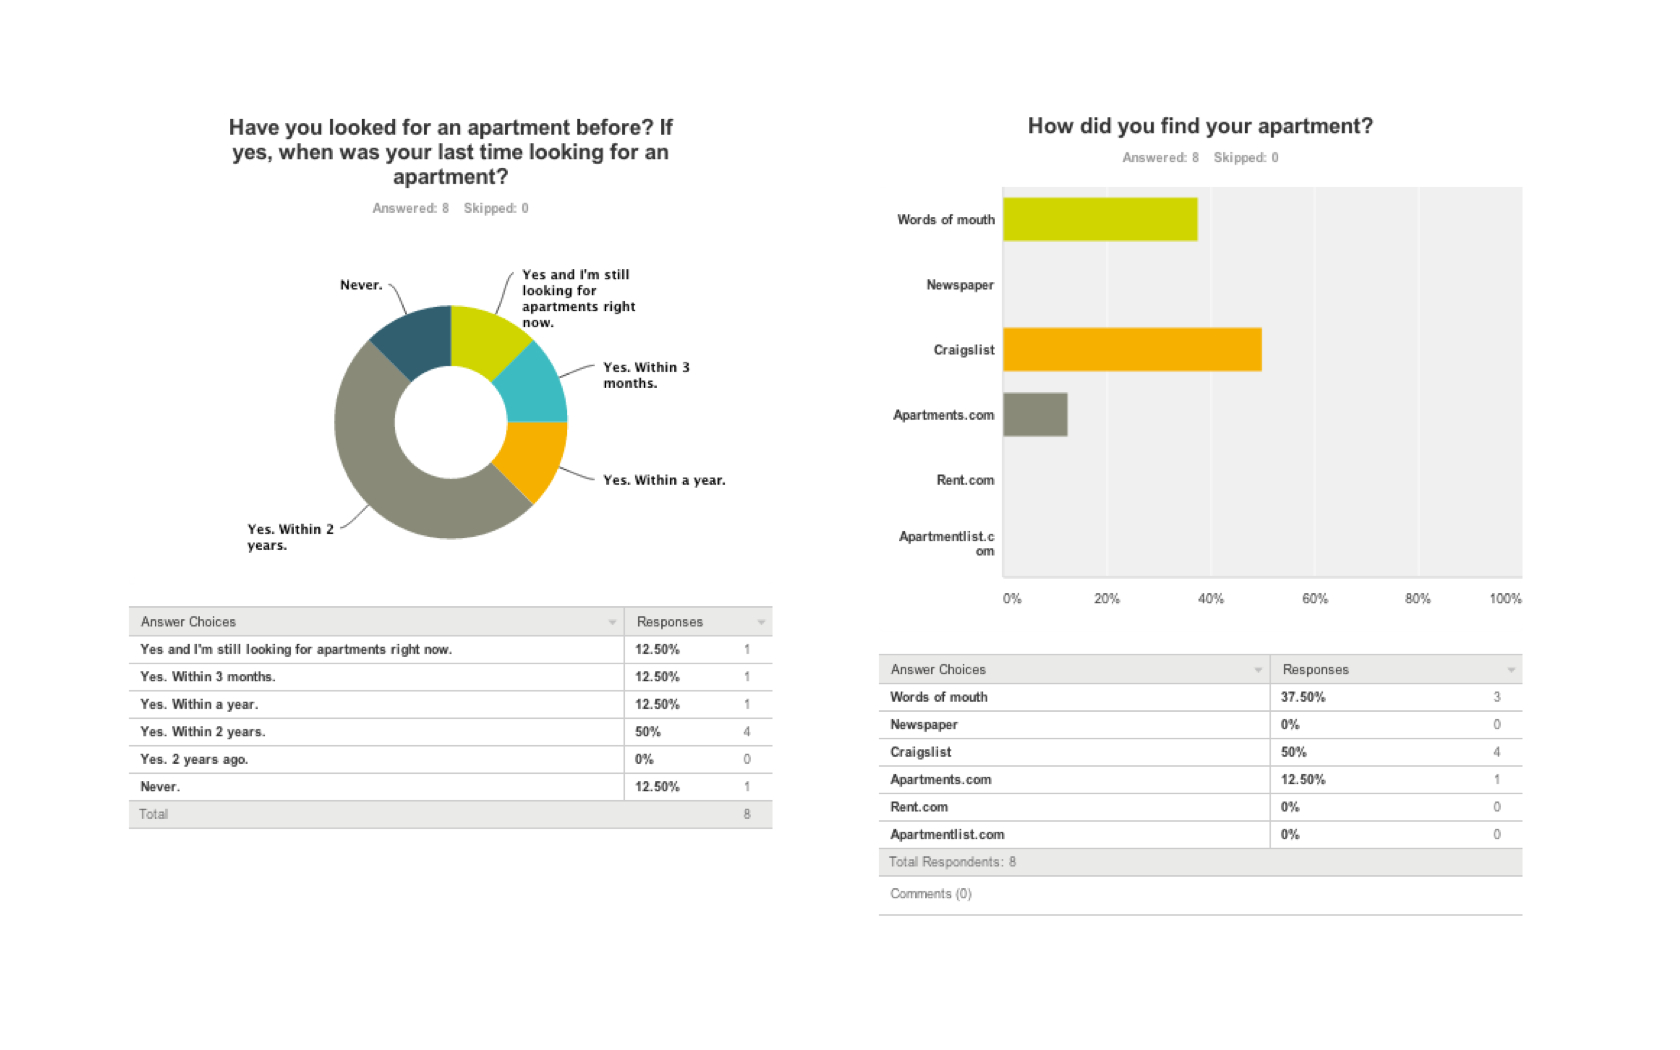 Have you looked for an apartment before? If
yes, when was your last time looking for an
apartment?
Answered: 8 Skipped: 0
Never.
Yes and I'm still
looking for
apartments right
now.
Yes. Within 3
months.
Yes. Within a year.
Yes. Within 2
years.
Answer Choices Responses
Yes and I'm still looking for apartments right now. 12.50% 1
Yes. Within 3 months. 12.50% 1
Yes. Within a year. 12.50% 1
Yes. Within 2 years. 50% 4
Yes. 2 years ago. 0% 0
Never. 12.50% 1
Total 8
How did you find your apartment?
Answered: 8 Skipped: 0
Words of mouth
Newspaper
Craigslist
Apartments.com
Rent.com
Apartmentlist.c
om
0% 20% 40% 60% 80% 100%
Answer Choices Responses
Words of mouth 37.50% 3
Newspaper 0% 0
Craigslist 50% 4
Apartments.com 12.50% 1
Rent.com 0% 0
Apartmentlist.com 0% 0
Total Respondents: 8
Comments (0)